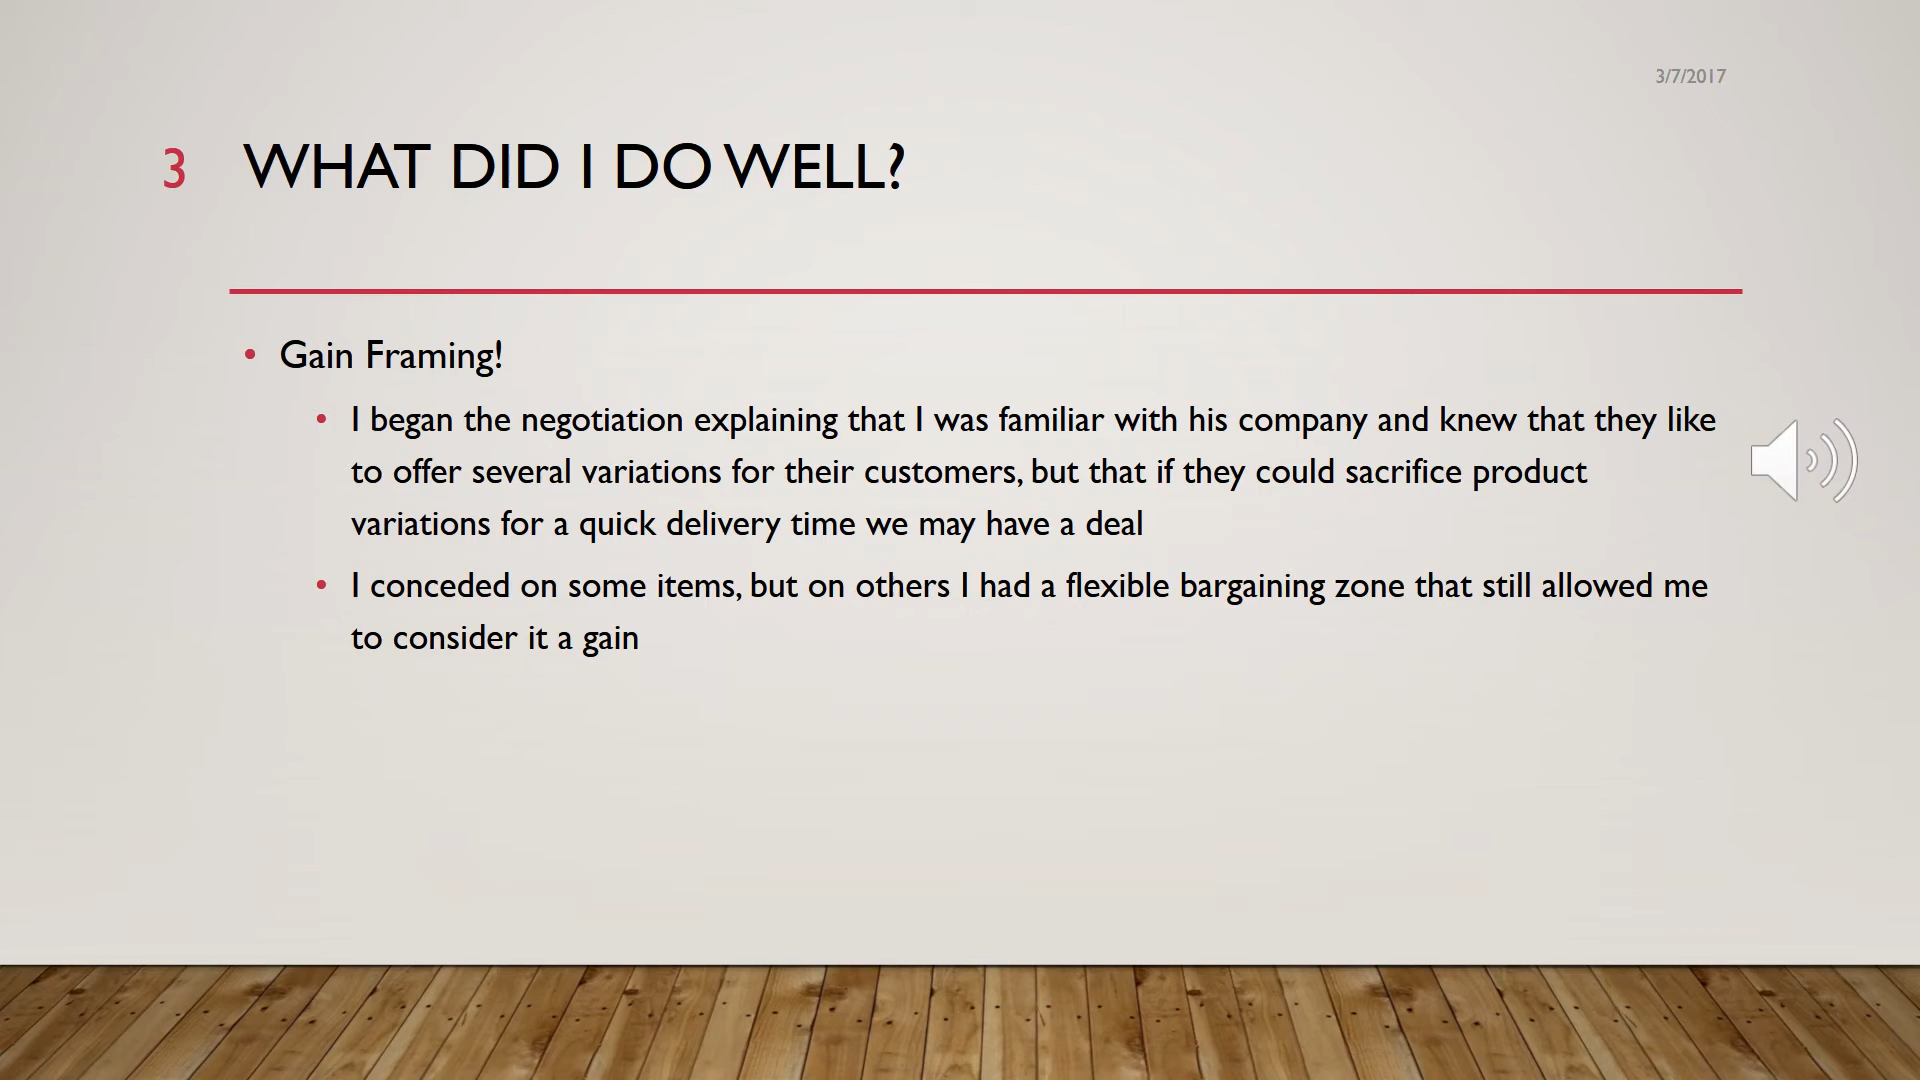 3/7/2017
3 WHAT DID I DO WELL?
• Gain Framing!
• I began the negotiation explaining that I was familiar with his company and knew that they like
to offer several variations for their customers, but that if they could sacrifice product
variations for a quick delivery time we may have a deal
• I conceded on some items, but on others I had a flexible bargaining zone that still allowed me
to consider it a gain